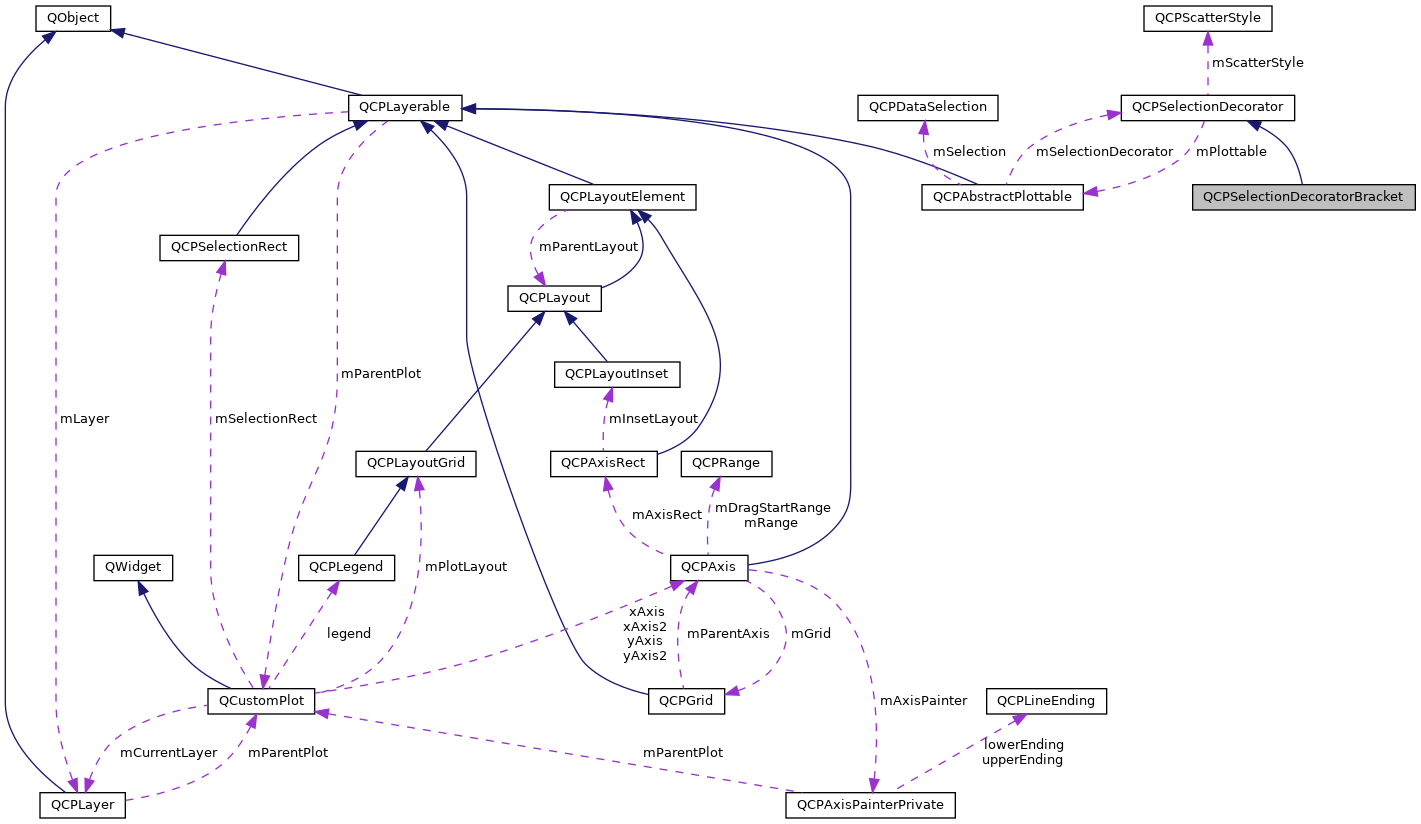 QObject
QCPScatterStyle
mScatterStyle
QCPLayerable
QCPDataSelection
QCPSelectionDecorator
mSelection
mSelectionDecorator
mPlottable
QCPLayoutElement
QCPAbstractPlottable
QCPSelectionDecoratorBracket
QCPSelectionRect
mParentLayout
QCPLayout
mParentPlot
QCPLayoutInset
mLayer
mSelectionRect
mInsetLayout
QCPLayoutGrid
QCPAxisRect
QCPRange
mAxisRect
mDragStartRange
mRange
QWidget
QCPLegend
mPlotLayout
QCPAxis
legend
xAxis
xAxis2
yAxis
yAxis2
mParentAxis
mGrid
QCustomPlot
QCPGrid
mAxisPainter
QCPLineEnding
mCurrentLayer
mParentPlot
mParentPlot
lowerEnding
upperEnding
QCPLayer
QCPAxisPainterPrivate